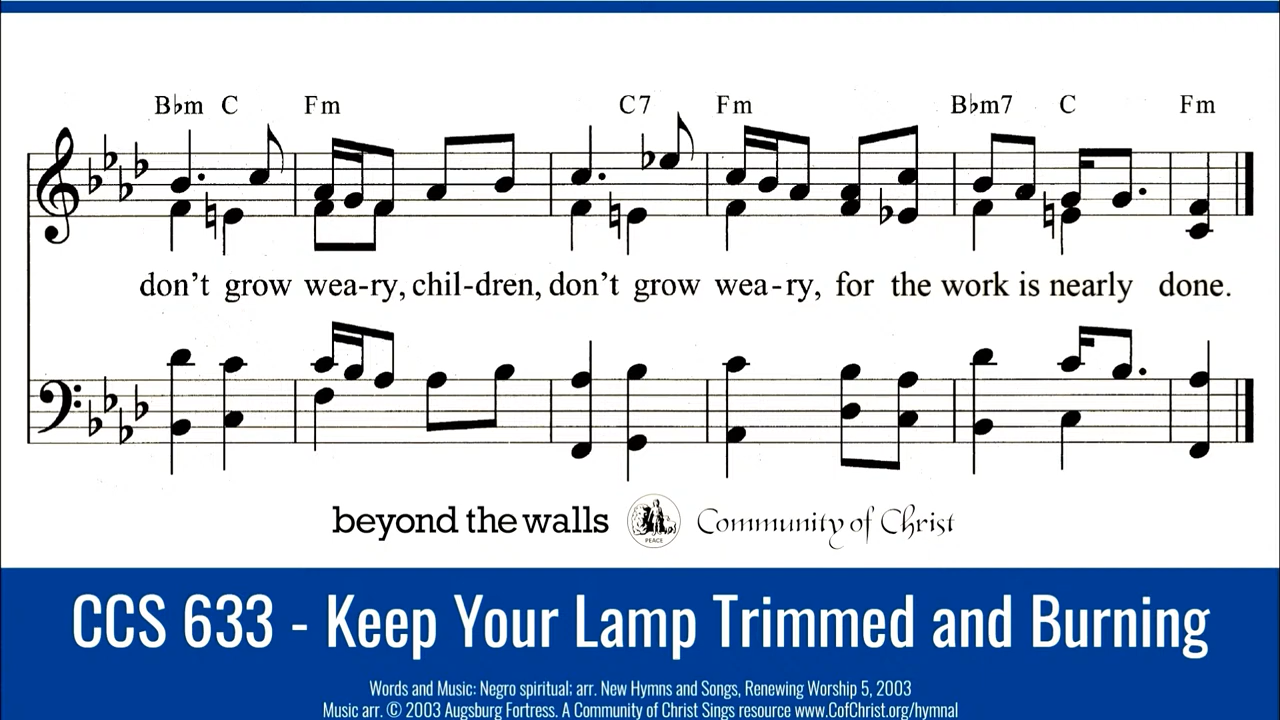 B♭m C Fm C7 Fm B♭m7 C Fm
don't grow wea-ry, chil-dren, don't grow wea-ry, for the work is nearly done.
beyond the walls PEACE Community of Christ
CCS 633 - Keep Your Lamp Trimmed and Burning
Words and Music: Negro spiritual; arr. New Hymns and Songs, Renewing Worship 5, 2003
Music arr. © 2003 Augsburg Fortress. A Community of Christ Sings resource www.CofChrist.org/hymnal